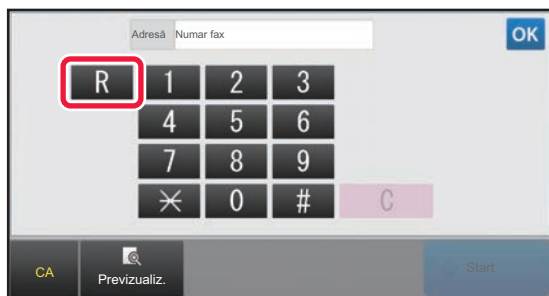 Adresă Numar fax OK
R 1 2 3
4 5 6
7 8 9
* 0 # C
CA Previzualiz. Start